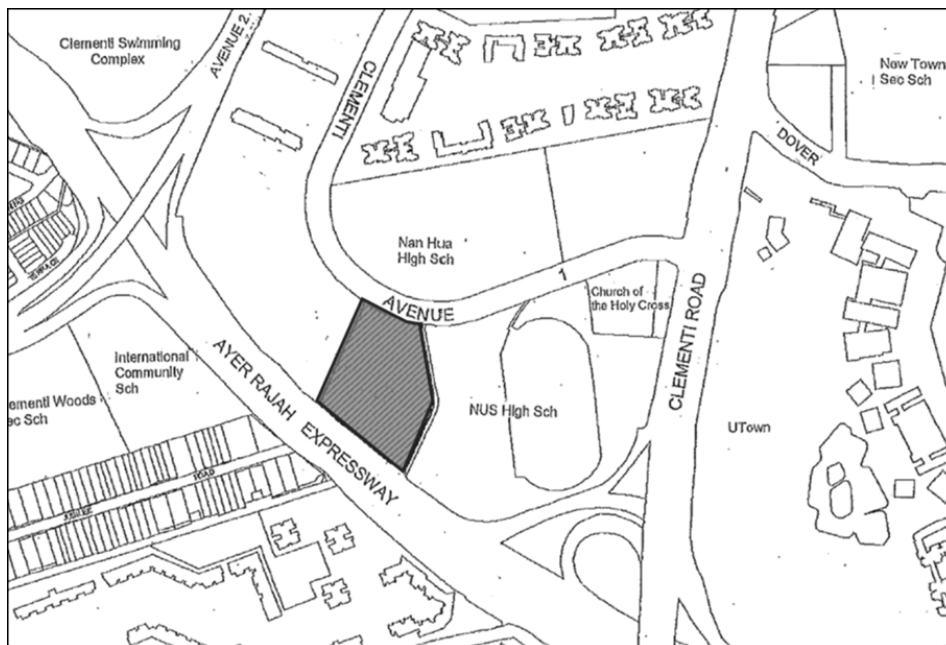 Clementi Swimming
Complex
AVENUE 2
CLEMENTI
New Town
Sec Sch
DOVER
Nan Hua
High Sch
AVENUE
1
Church of
the Holy Cross
CLEMENTI ROAD
International
Community
Sch
AYER RAJAH EXPRESSWAY
ementi Woods
ec Sch
NUS High Sch
UTown
ROAD